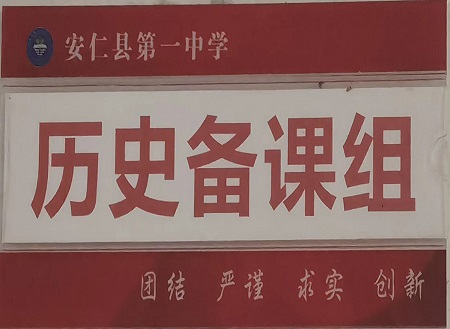 安仁县第一中学
历史备课组
团结 严谨 求实 创新